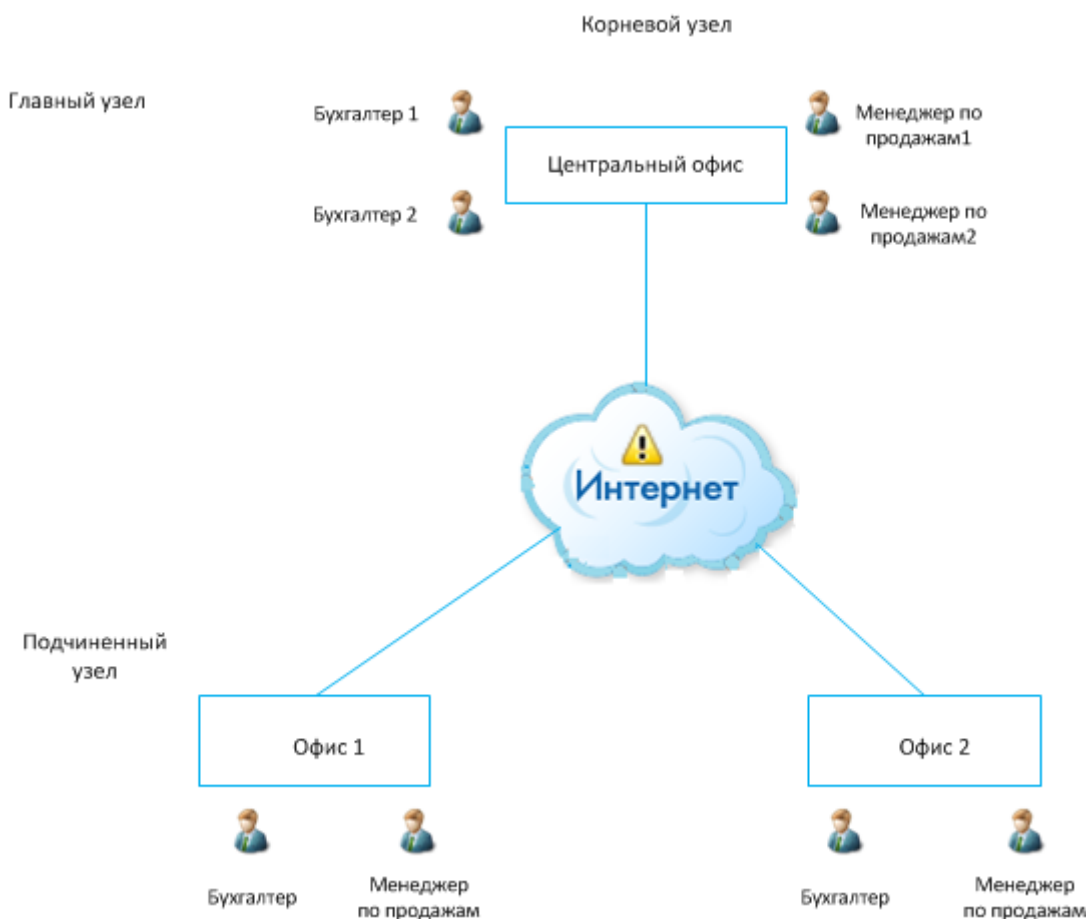 Корневой узел
Главный узел
Бухгалтер 1
Менеджер по
продажам1
Центральный офис
Бухгалтер 2
Менеджер по
продажам2
Интернет
Подчиненный
узел
Офис 1
Офис 2
Бухгалтер
Менеджер
по продажам
Бухгалтер
Менеджер
по продажам